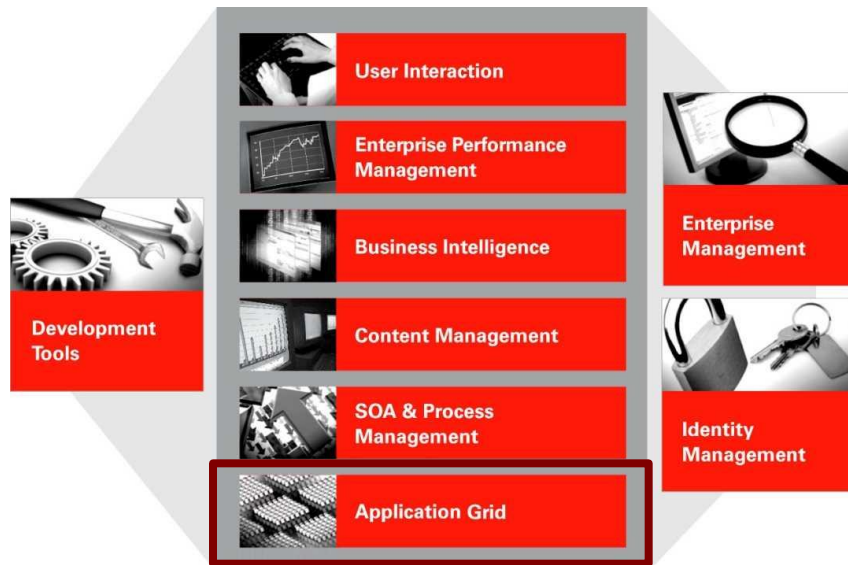 User Interaction
Enterprise Performance
Management
Business Intelligence
Content Management
SOA & Process
Management
Application Grid
Development
Tools
Enterprise
Management
Identity
Management